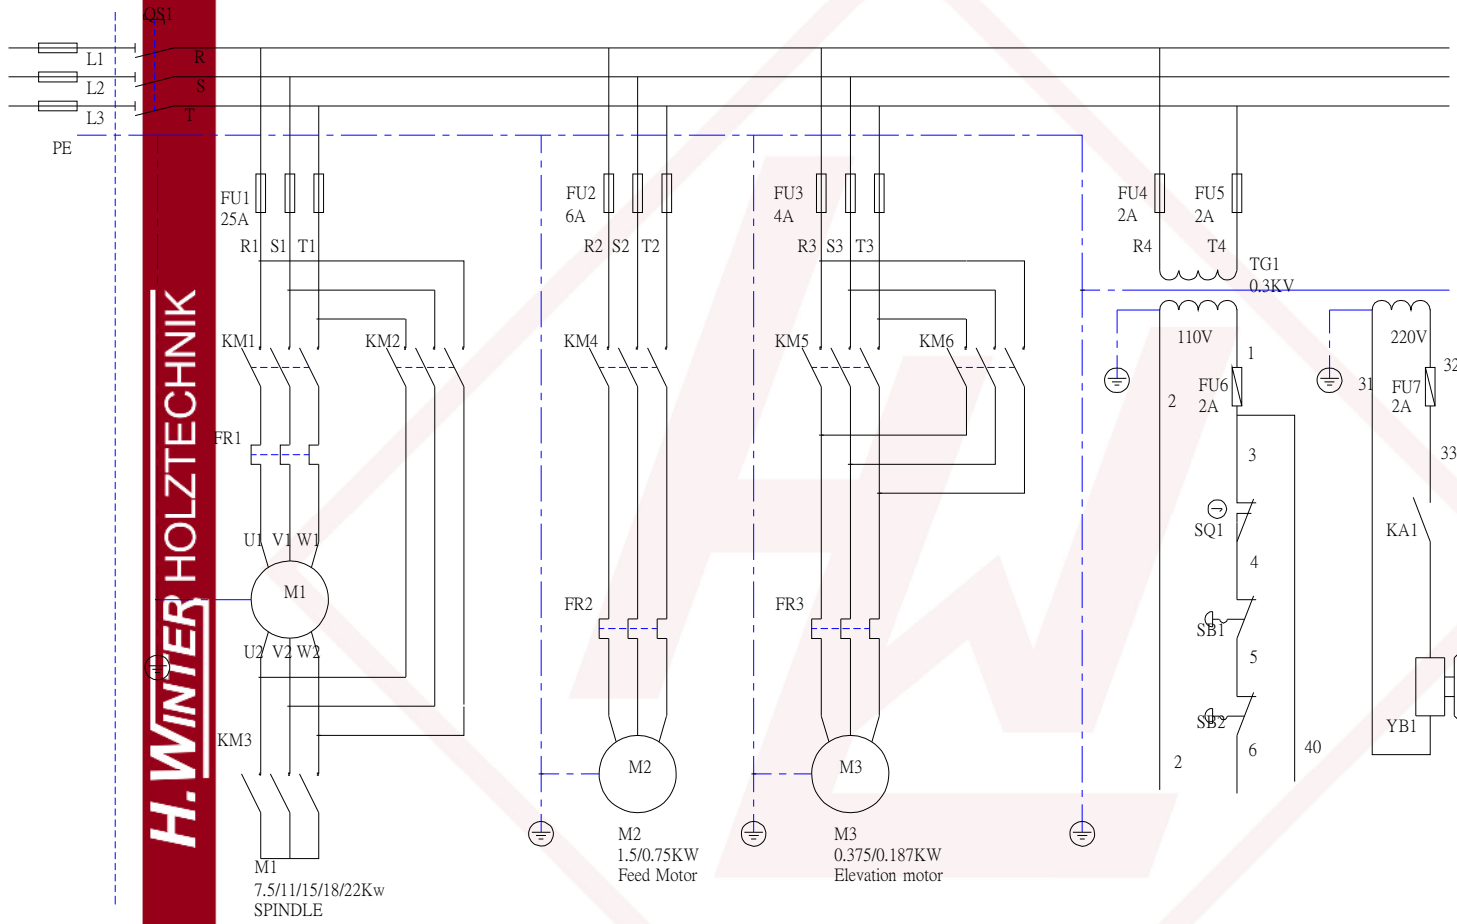 QS1
L1
R
L2
S
L3
T
PE
FU1
25A
FU2
6A
FU3
4A
FU4
2A
FU5
2A
R1 S1 T1
R2 S2 T2
R3 S3 T3
R4
T4
TG1
0.3KV
KM1
KM2
KM4
KM5
KM6
110V
220V
1
32
FU6
2A
31
FU7
2A
2
FR1
3
33
SQ1
KA1
U1 V1 W1
4
M1
FR2
FR3
SB1
U2 V2 W2
5
SB2
YB1
KM3
6
40
2
M2
M3
M2
1.5/0.75KW
Feed Motor
M3
0.375/0.187KW
Elevation motor
M1
7.5/11/15/18/22Kw
SPINDLE
H. WINTER HOLZTECHNIK
HW